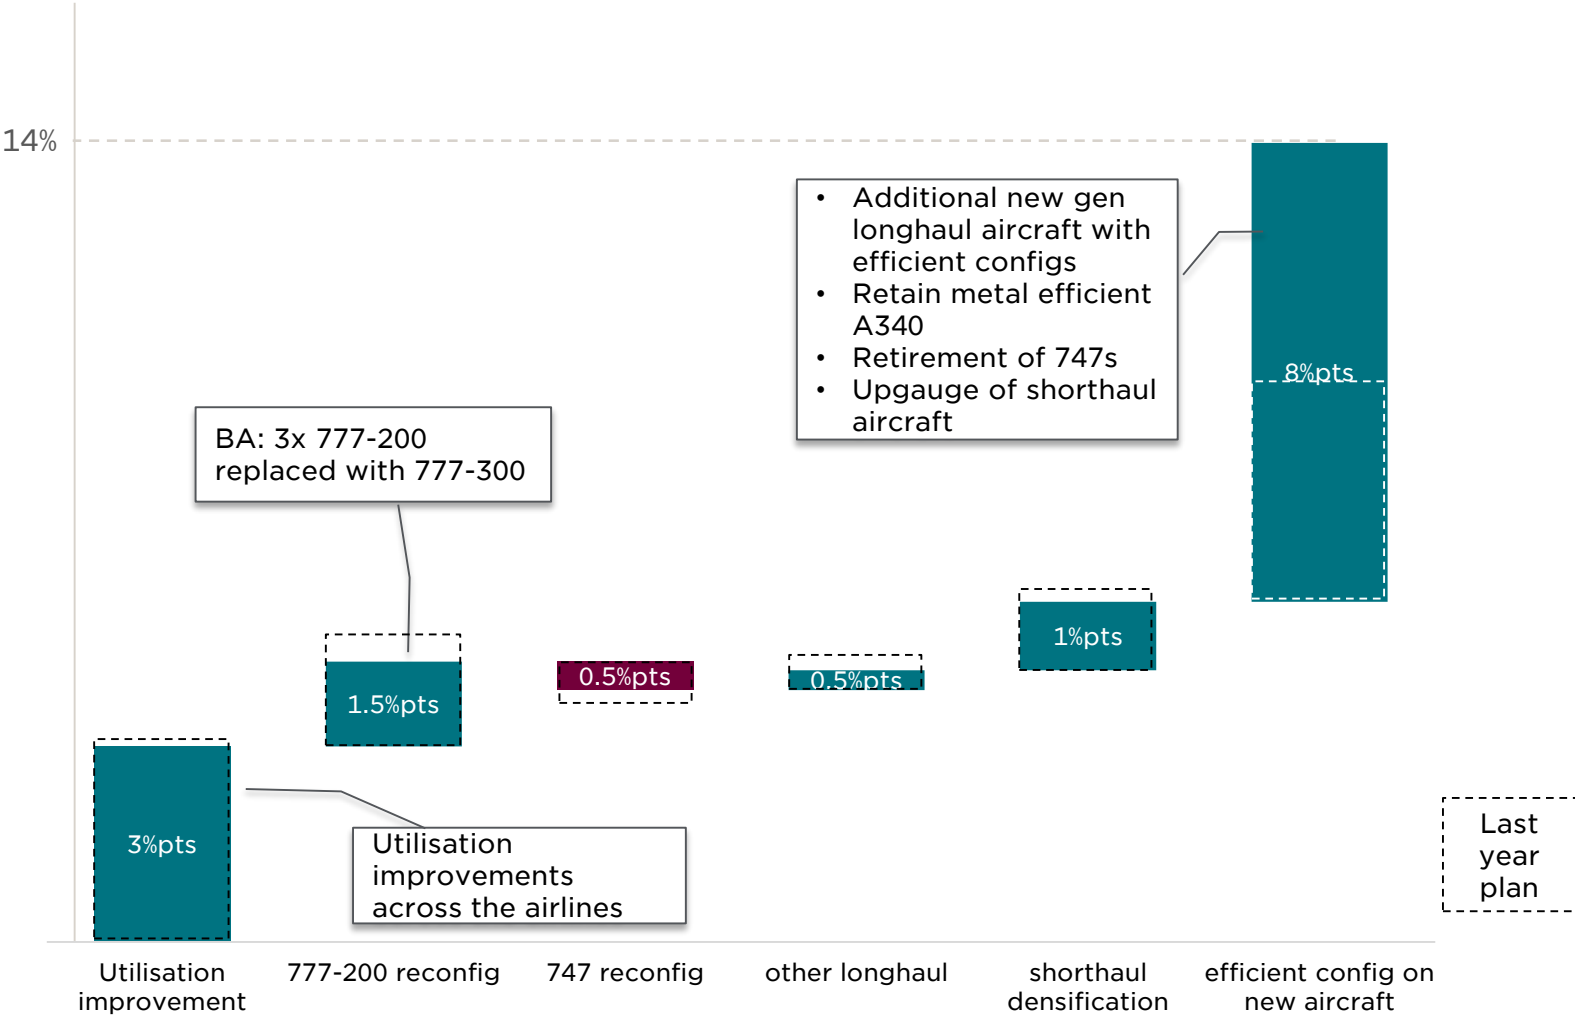 14%
• Additional new gen
longhaul aircraft with
efficient configs
• Retain metal efficient
A340
• Retirement of 747s
• Upgauge of shorthaul
aircraft
8%pts
BA: 3x 777-200
replaced with 777-300
1%pts
0.5%pts
0.5%pts
1.5%pts
3%pts
Utilisation
improvements
across the airlines
Last
year
plan
Utilisation
improvement
777-200 reconfig
747 reconfig
other longhaul
shorthaul
densification
efficient config on
new aircraft